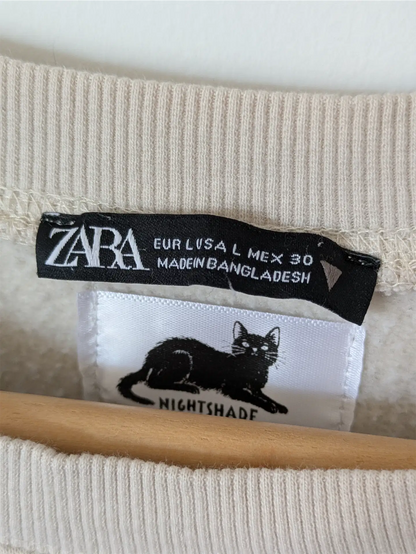 ZARA
EUR L USA L MEX 30
MADE IN BANGLADESH
NIGHTSHADE